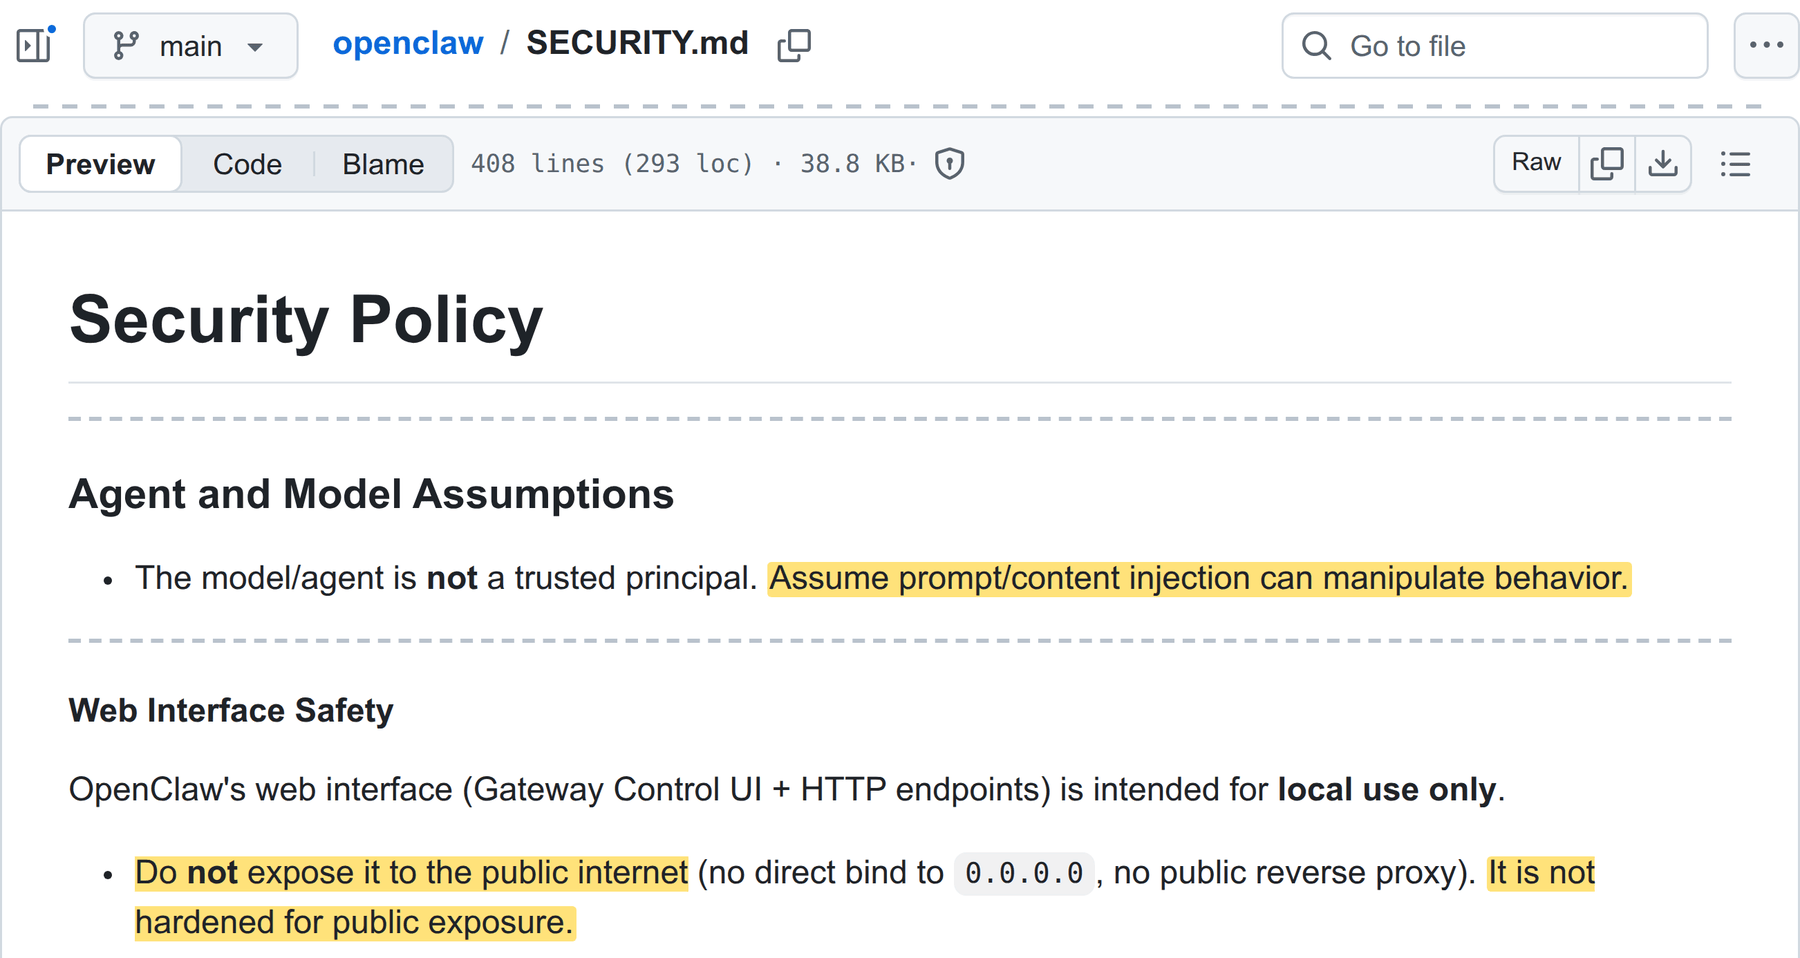 main
openclaw / SECURITY.md
Go to file
Preview Code Blame 408 lines (293 loc) · 38.8 KB·
Raw
Security Policy
Agent and Model Assumptions
• The model/agent is not a trusted principal. Assume prompt/content injection can manipulate behavior.
Web Interface Safety
OpenClaw's web interface (Gateway Control UI + HTTP endpoints) is intended for local use only.
• Do not expose it to the public internet (no direct bind to 0.0.0.0, no public reverse proxy). It is not
hardened for public exposure.